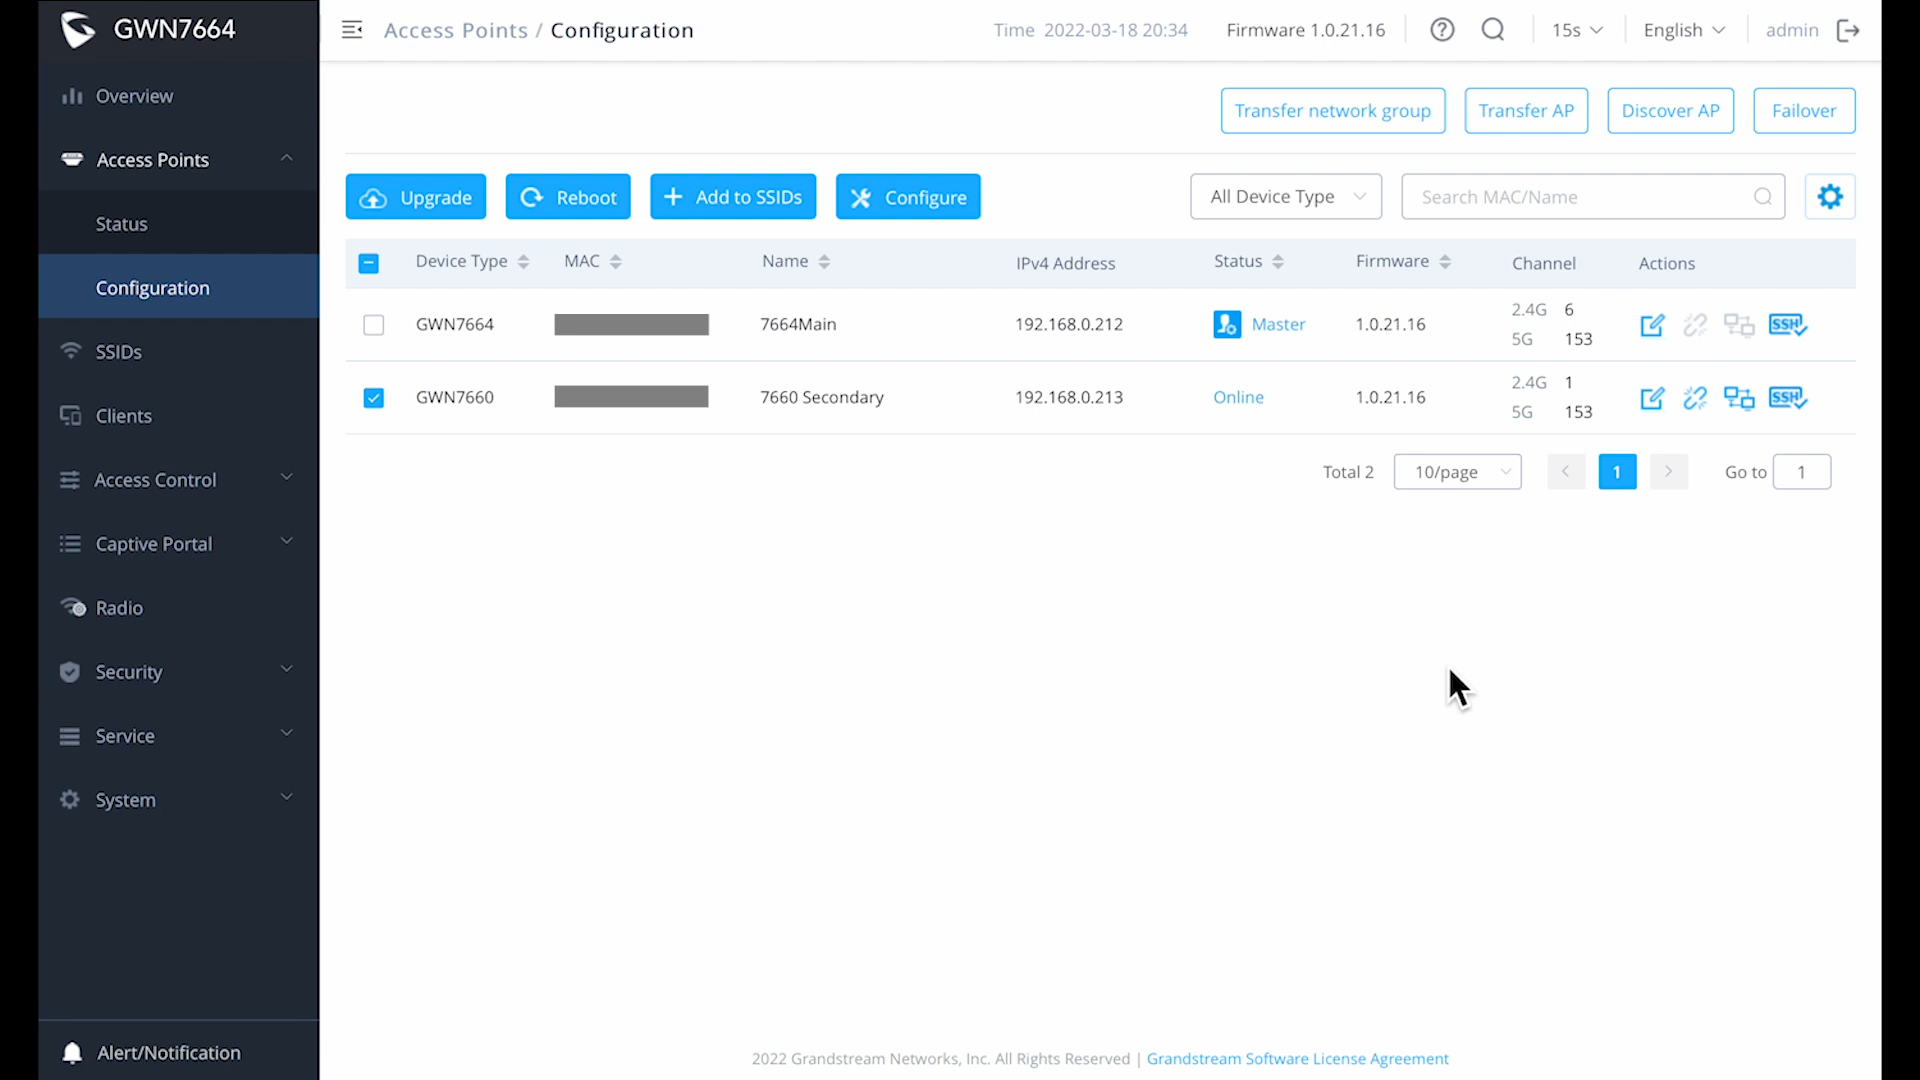 GWN7664
Access Points / Configuration
Time 2022-03-18 20:34
Firmware 1.0.21.16
15s
English
admin
Overview
Access Points
Status
Configuration
SSIDs
Clients
Access Control
Captive Portal
Radio
Security
Service
System
Alert/Notification
Transfer network group
Transfer AP
Discover AP
Failover
Upgrade
Reboot
Add to SSIDs
Configure
All Device Type
Search MAC/Name
Device Type MAC Name IPv4 Address Status Firmware Channel Actions
GWN7664 7664Main 192.168.0.212 Master 1.0.21.16 2.4G 6
5G 153
SSH
GWN7660 7660 Secondary 192.168.0.213 Online 1.0.21.16 2.4G 1
5G 153
SSH
Total 2 10/page 1 Go to 1
2022 Grandstream Networks, Inc. All Rights Reserved | Grandstream Software License Agreement